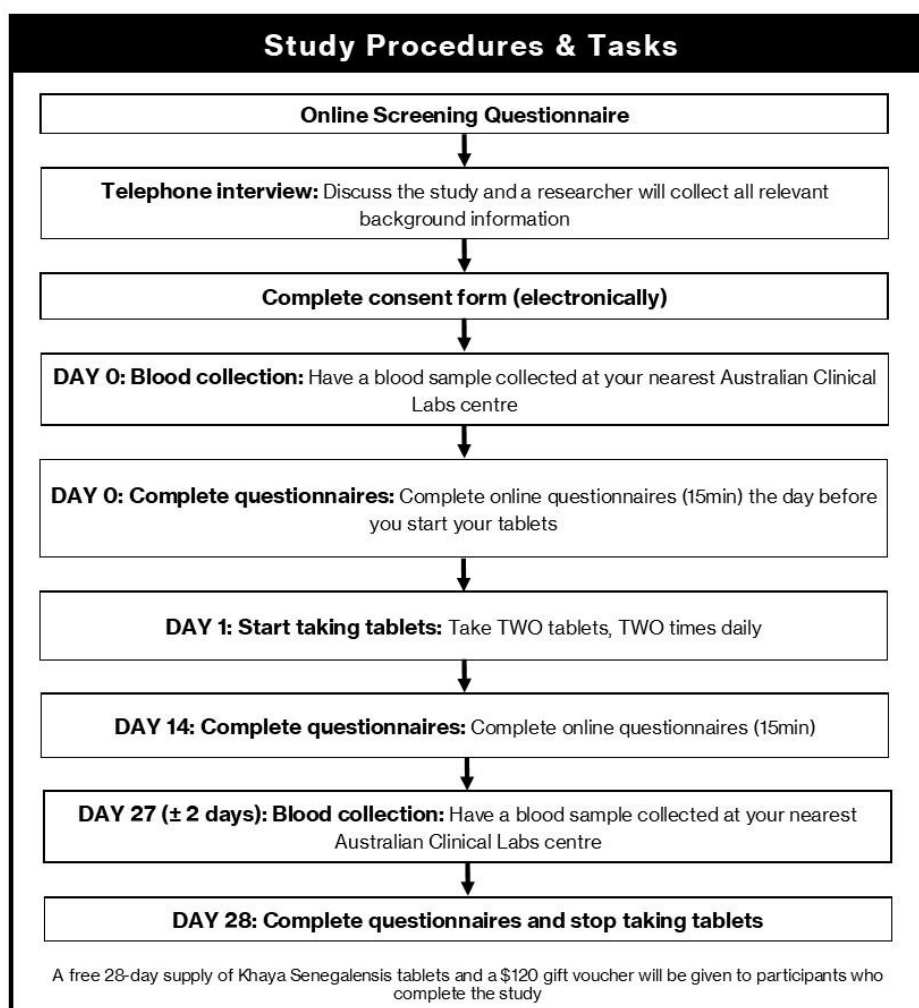 Study Procedures & Tasks
Online Screening Questionnaire
Telephone interview: Discuss the study and a researcher will collect all relevant
background information
Complete consent form (electronically)
DAY 0: Blood collection: Have a blood sample collected at your nearest Australian Clinical
Labs centre
DAY 0: Complete questionnaires: Complete online questionnaires (15min) the day before
you start your tablets
DAY 1: Start taking tablets: Take TWO tablets, TWO times daily
DAY 14: Complete questionnaires: Complete online questionnaires (15min)
DAY 27 (± 2 days): Blood collection: Have a blood sample collected at your nearest
Australian Clinical Labs centre
DAY 28: Complete questionnaires and stop taking tablets
A free 28-day supply of Khaya Senegalensis tablets and a $120 gift voucher will be given to participants who
complete the study